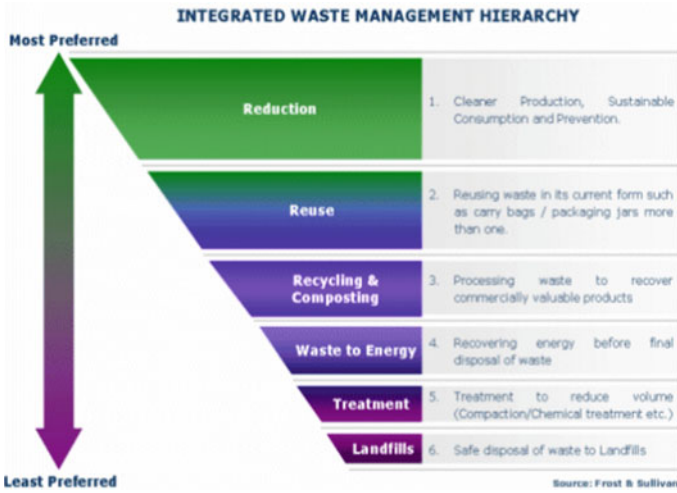 INTEGRATED WASTE MANAGEMENT HIERARCHY
Most Preferred
Reduction
1. Cleaner Production, Sustainable
Consumption and Prevention.
Reuse
2. Reusing waste in its current form such
as carry bags / packaging jars more
than one.
Recycling &
Composting
3. Processing waste to recover
commercially valuable products
Waste to Energy
4. Recovering energy before final
disposal of waste
Treatment
5. Treatment to reduce volume
(Compaction/Chemical treatment etc.)
Landfills
6. Safe disposal of waste to Landfills
Least Preferred
Source: Frost & Sullivan